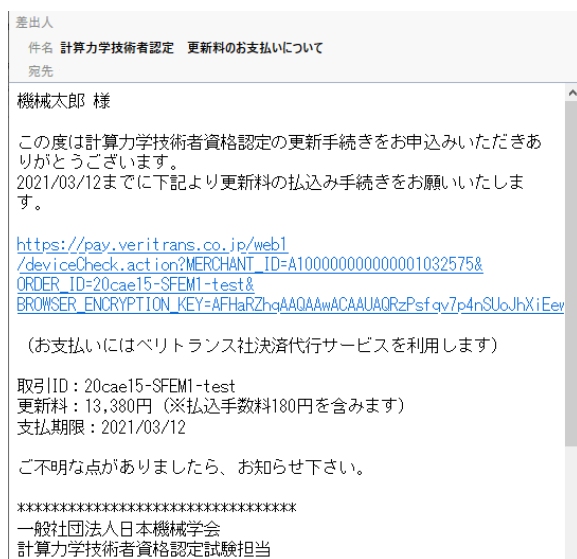 差出人
件名 計算力学技術者認定　更新料のお支払いについて
宛先
機械太郎 様
この度は計算力学技術者資格認定の更新手続きをお申込みいただきあ
りがとうございます。
2021/03/12までに下記より更新料の払込み手続きをお願いいたしま
す。
https://pay.veritrans.co.jp/web1
/deviceCheck.action?MERCHANT_ID=A100000000000001032575&
ORDER_ID=20cae15-SFEM1-test&
BROWSER_ENCRYPTION_KEY=AFHaRZhqAAQAAwACAAUAQRzPsfqv7p4nSUoJhXiEew
（お支払いにはベリトランス社決済代行サービスを利用します）
取引ID：20cae15-SFEM1-test
更新料：13,380円（※払込手数料180円を含みます）
支払期限：2021/03/12
ご不明な点がありましたら、お知らせ下さい。
*********************************
一般社団法人日本機械学会
計算力学技術者資格認定試験担当